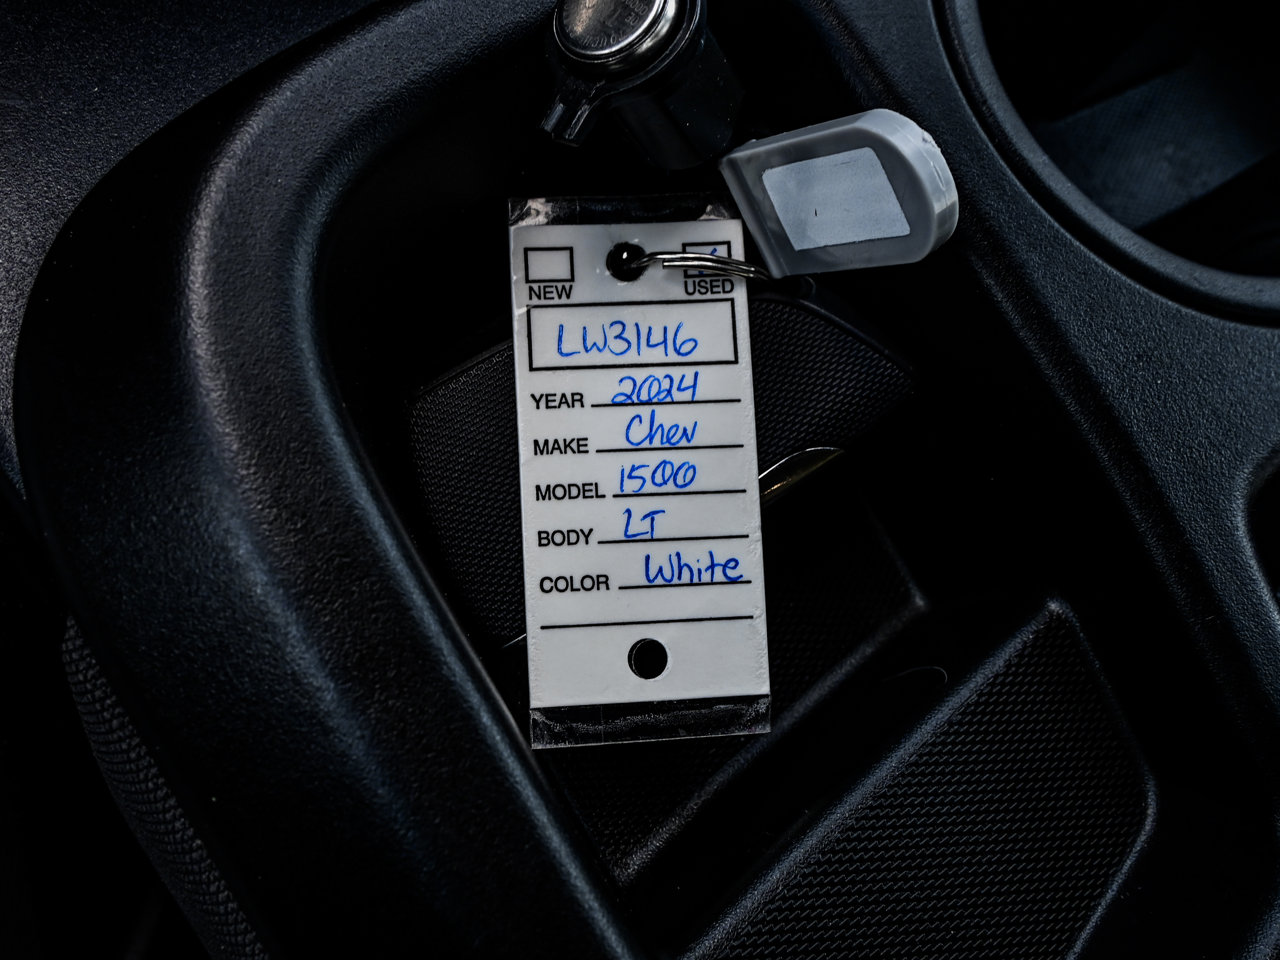 NEW USED
LW3146
YEAR 2024
MAKE Chev
MODEL 1500
BODY LT
COLOR White